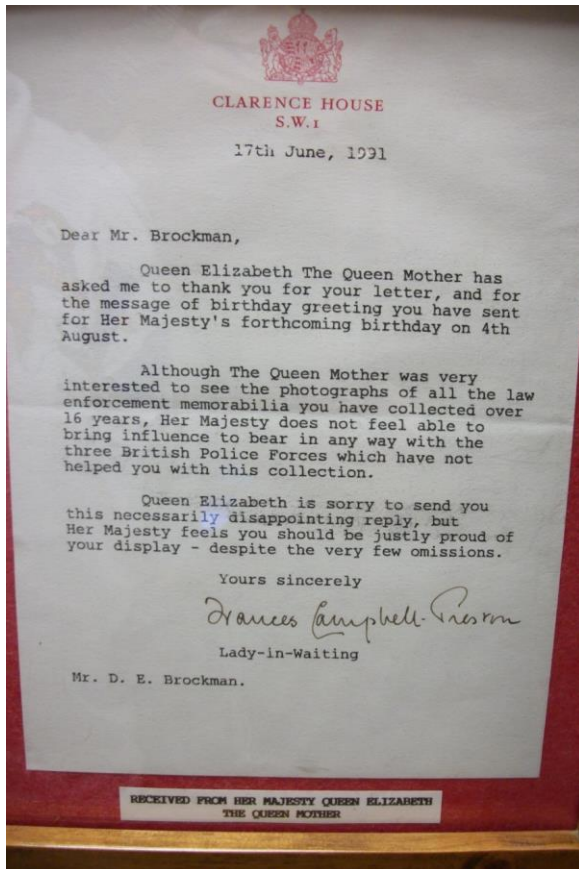 CLARENCE HOUSE
S.W.1
17th June, 1991
Dear Mr. Brockman,
Queen Elizabeth The Queen Mother has
asked me to thank you for your letter, and for
the message of birthday greeting you have sent
for Her Majesty's forthcoming birthday on 4th
August.
Although The Queen Mother was very
interested to see the photographs of all the law
enforcement memorabilia you have collected over
16 years, Her Majesty does not feel able to
bring influence to bear in any way with the
three British Police Forces which have not
helped you with this collection.
Queen Elizabeth is sorry to send you
this necessarily disappointing reply, but
Her Majesty feels you should be justly proud of
your display - despite the very few omissions.
Yours sincerely
Frances Campbell-Preston
Lady-in-Waiting
Mr. D. E. Brockman.
RECEIVED FROM HER MAJESTY QUEEN ELIZABETH
THE QUEEN MOTHER